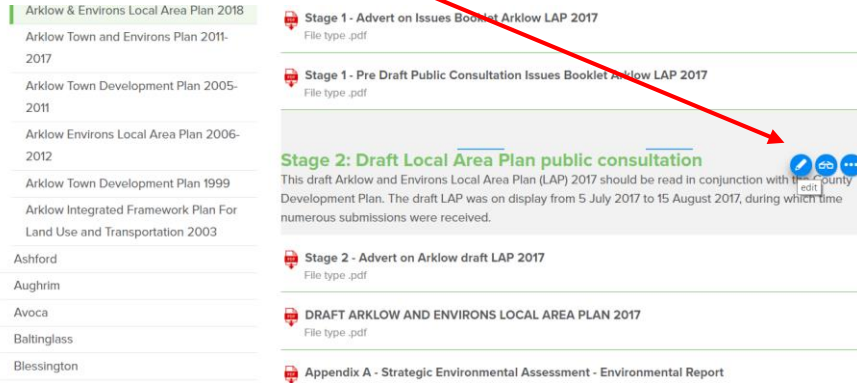 Arklow & Environs Local Area Plan 2018
Arklow Town and Environs Plan 2011-
2017
Arklow Town Development Plan 2005-
2011
Arklow Environs Local Area Plan 2006-
2012
Arklow Town Development Plan 1999
Arklow Integrated Framework Plan For
Land Use and Transportation 2003
Ashford
Aughrim
Avoca
Baltinglass
Blessington
Stage 1 - Advert on Issues Booklet Arklow LAP 2017
File type .pdf
Stage 1 - Pre Draft Public Consultation Issues Booklet Arklow LAP 2017
File type .pdf
Stage 2: Draft Local Area Plan public consultation
This draft Arklow and Environs Local Area Plan (LAP) 2017 should be read in conjunction with the County
edit
Development Plan. The draft LAP was on display from 5 July 2017 to 15 August 2017, during which time
numerous submissions were received.
Stage 2 - Advert on Arklow draft LAP 2017
File type .pdf
DRAFT ARKLOW AND ENVIRONS LOCAL AREA PLAN 2017
File type .pdf
Appendix A - Strategic Environmental Assessment - Environmental Report